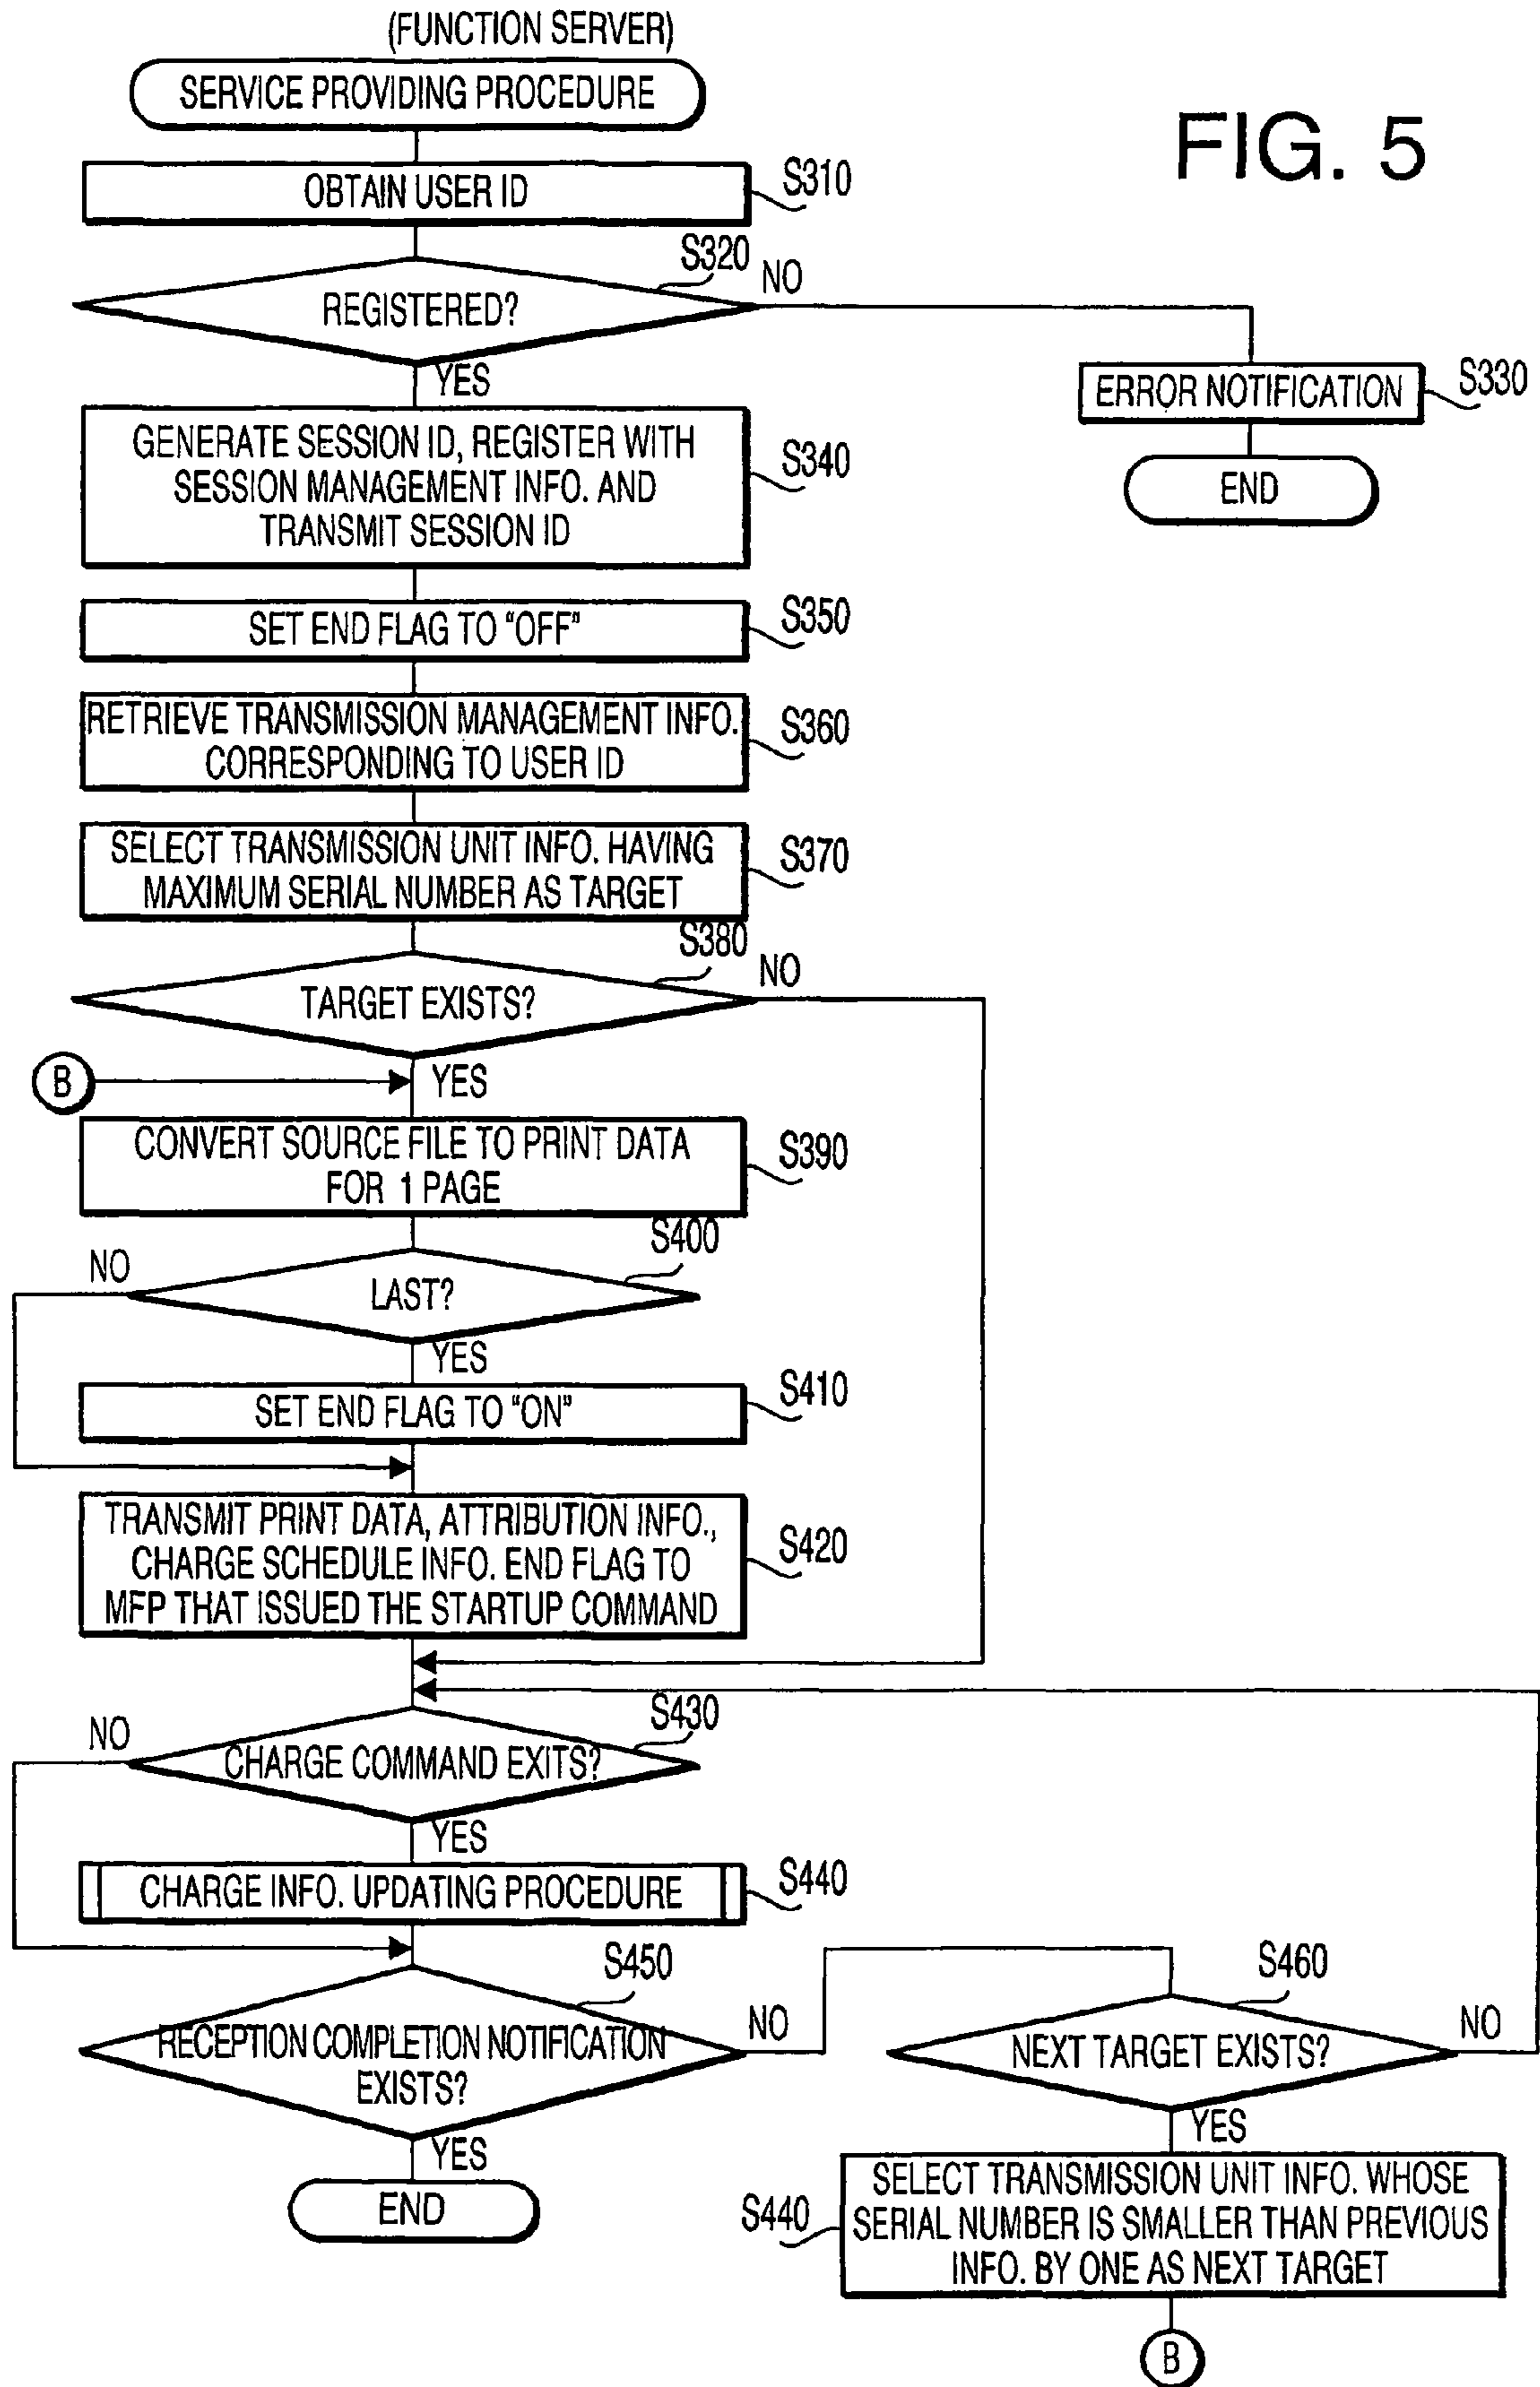 (FUNCTION SERVER)
SERVICE PROVIDING PROCEDURE
FIG. 5
OBTAIN USER ID
S310
S320
REGISTERED?
NO
YES
ERROR NOTIFICATION
S330
END
GENERATE SESSION ID, REGISTER WITH
SESSION MANAGEMENT INFO. AND
TRANSMIT SESSION ID
S340
SET END FLAG TO "OFF"
S350
RETRIEVE TRANSMISSION MANAGEMENT INFO.
CORRESPONDING TO USER ID
S360
SELECT TRANSMISSION UNIT INFO. HAVING
MAXIMUM SERIAL NUMBER AS TARGET
S370
S380
TARGET EXISTS?
NO
YES
B
CONVERT SOURCE FILE TO PRINT DATA
FOR 1 PAGE
S390
S400
NO
LAST?
YES
SET END FLAG TO "ON"
S410
TRANSMIT PRINT DATA, ATTRIBUTION INFO.,
CHARGE SCHEDULE INFO. END FLAG TO
MFP THAT ISSUED THE STARTUP COMMAND
S420
S430
NO
CHARGE COMMAND EXITS?
YES
CHARGE INFO. UPDATING PROCEDURE
S440
S450
RECEPTION COMPLETION NOTIFICATION
EXISTS?
NO
YES
END
S460
NEXT TARGET EXISTS?
NO
YES
S440
SELECT TRANSMISSION UNIT INFO. WHOSE
SERIAL NUMBER IS SMALLER THAN PREVIOUS
INFO. BY ONE AS NEXT TARGET
B